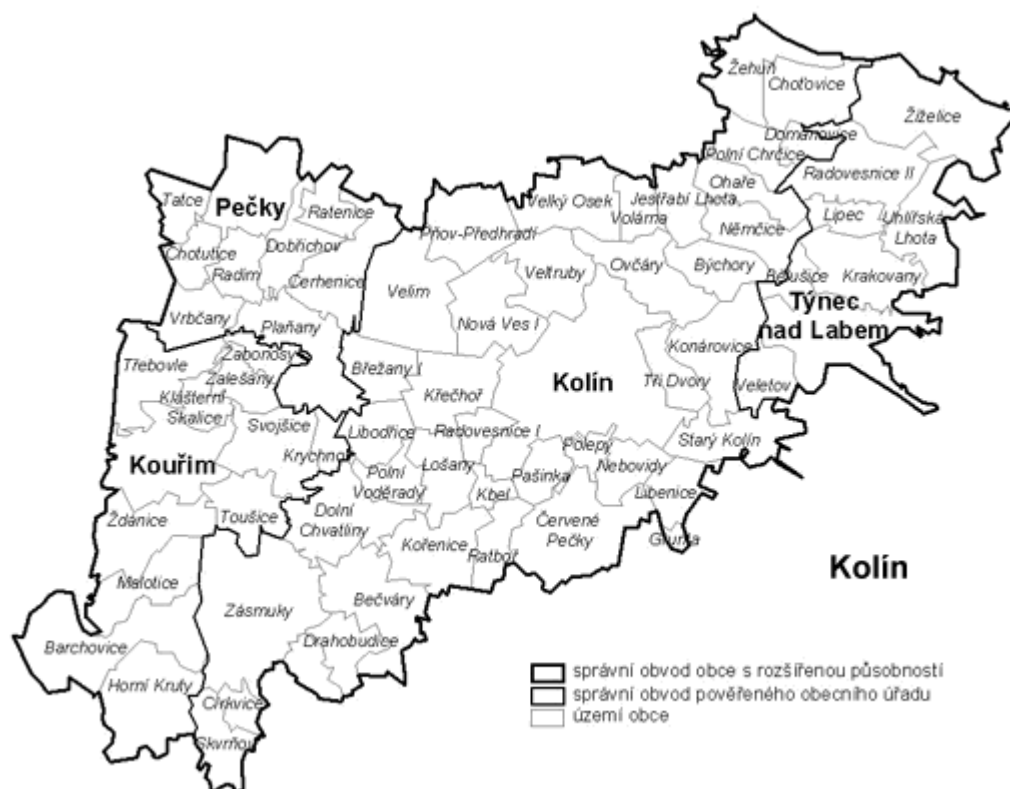 Žehuň
Choťovice
Žiželice
Domanovice
Polní Chrčice
Radovesnice II
Tatce
Pečky
Ratenice
Velký Osek
Jestřabí Lhota
Ohaře
Volárna
Lipec
Uhlířská
Lhota
Němčice
Pňov-Předhradí
Chotutice
Dobřichov
Radim
Cerhenice
Velim
Veltruby
Ovčáry
Býchory
Bělušice
Krakovany
Týnec
nad Labem
Vrbčany
Plaňany
Nová Ves I
Konárovice
Třebovle
Zabonosy
Zalešany
Klášterní
Skalice
Břežany I
Křečhoř
Kolín
Tři Dvory
Veletov
Svojšice
Libodřice
Radovesnice I
Polepy
Starý Kolín
Kouřim
Krychnov
Polní
Voděrady
Lošany
Kbel
Pašinka
Nebovidy
Libenice
Ždánice
Toušice
Dolní
Chvatliny
Kořenice
Ratboř
Červené
Pečky
Grunta
Malotice
Zásmuky
Bečváry
Kolín
Barchovice
Drahobudice
Horní Kruty
Církvice
Skvrňov
správní obvod obce s rozšířenou působností
správní obvod pověřeného obecního úřadu
území obce